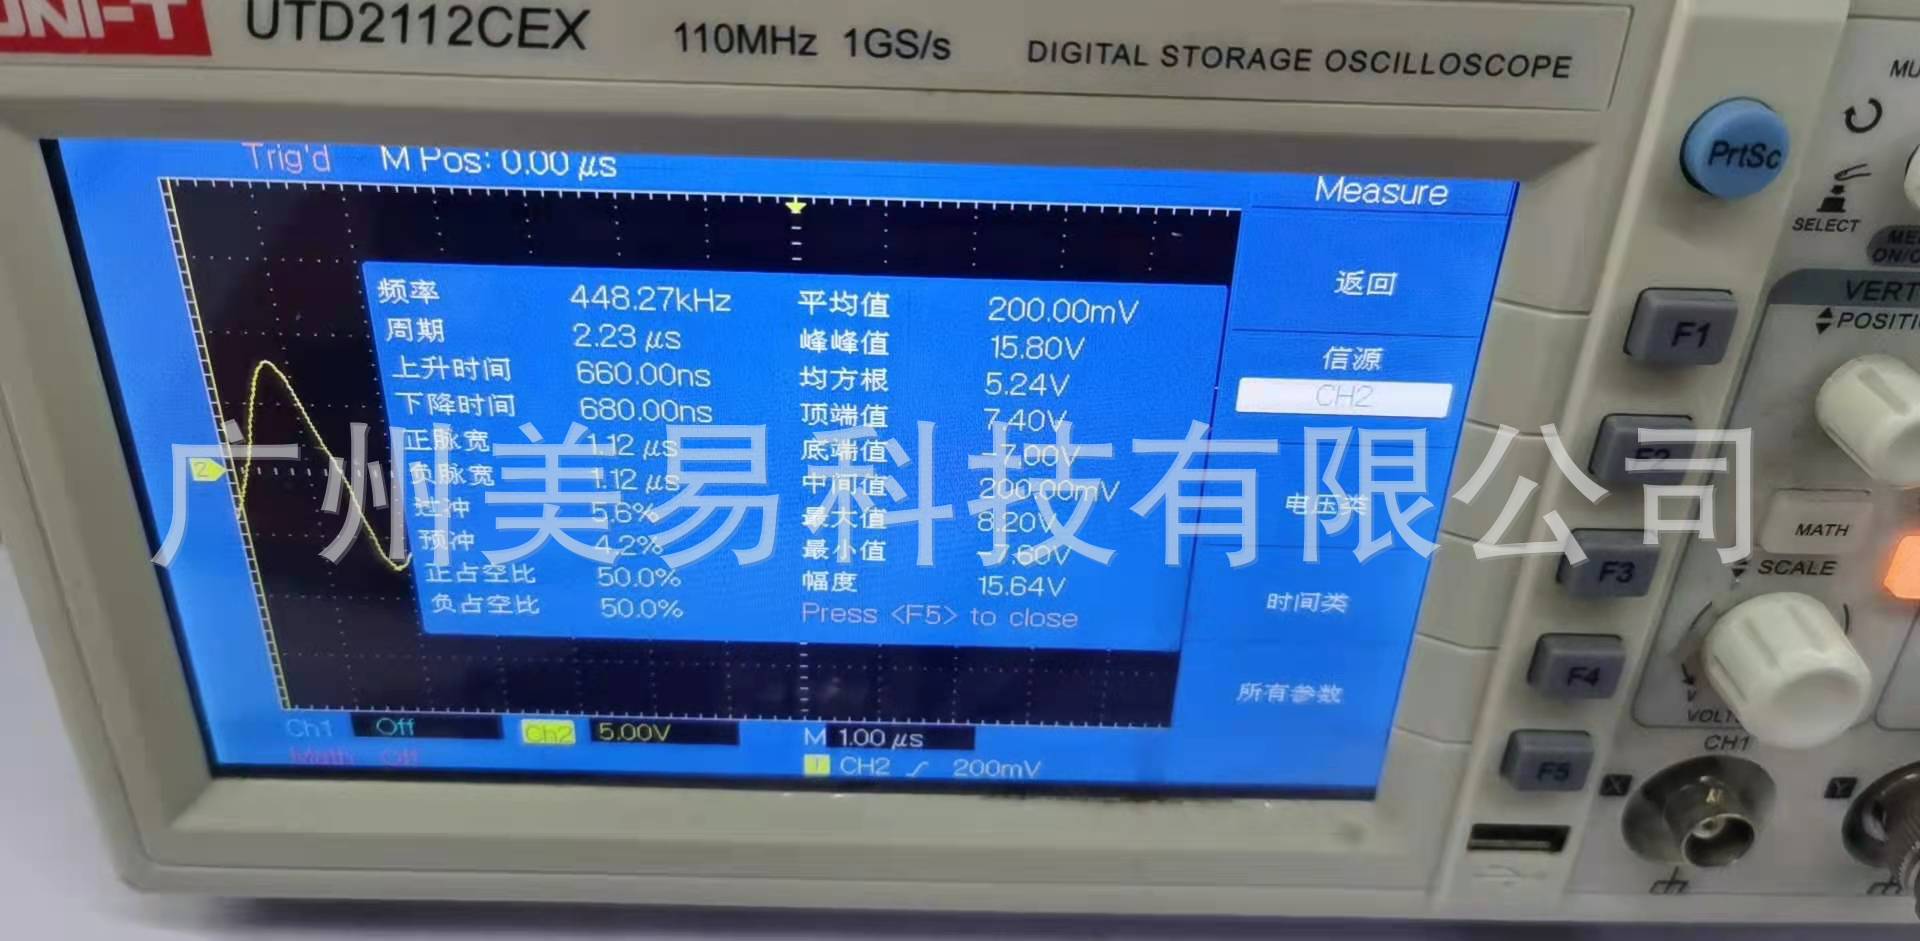 UNI-T UTD2112CEX 110MHz 1GS/s DIGITAL STORAGE OSCILLOSCOPE
Trig'd M Pos: 0.00 μs
Measure
频率 448.27kHz 平均值 200.00mV
周期 2.23 μs 峰峰值 15.80V
上升时间 660.00ns 均方根 5.24V
下降时间 680.00ns 顶端值 7.40V
正脉宽 1.12 μs 底端值 -7.00V
负脉宽 1.12 μs 中间值 200.00mV
过冲 5.6% 最大值 8.20V
预冲 4.2% 最小值 -7.60V
正占空比 50.0% 幅度 15.64V
负占空比 50.0% Press <F5> to close
返回
信源
CH2
电压类
时间类
所有参数
2
Ch1 Off Ch2 5.00V M 1.00 μs
Math Off T CH2 200mV
广州美易科技有限公司
PrtSc
SELECT
F1
F2
F3
F4
F5
MATH
SCALE
CH1
X
Y